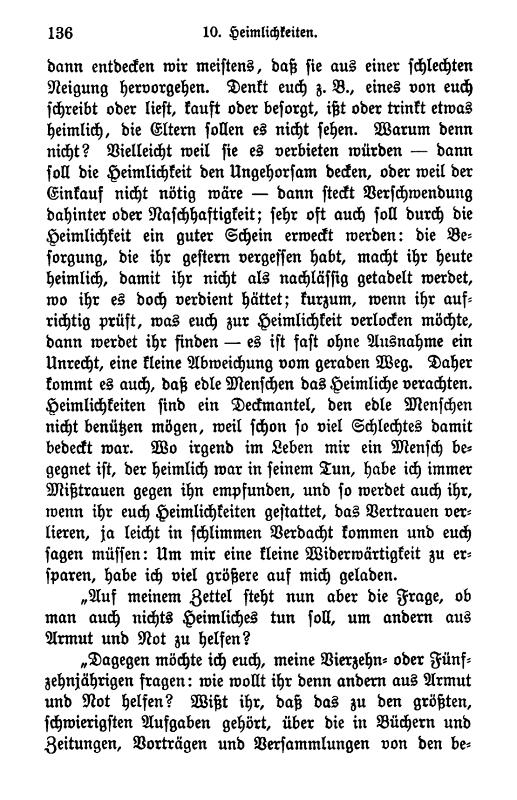 136 10. Heimlichkeiten.
dann entdecken wir meistens, daß sie aus einer schlechten
Neigung hervorgehen. Denkt euch z. B., eines von euch
schreibt oder liest, kauft oder besorgt, ißt oder trinkt etwas
heimlich, die Eltern sollen es nicht sehen. Warum denn
nicht? Vielleicht weil sie es verbieten würden — dann
soll die Heimlichkeit den Ungehorsam decken, oder weil der
Einkauf nicht nötig wäre — dann steckt Verschwendung
dahinter oder Naschhaftigkeit; sehr oft auch soll durch die
Heimlichkeit ein guter Schein erweckt werden: die Be-
sorgung, die ihr gestern vergessen habt, macht ihr heute
heimlich, damit ihr nicht als nachlässig getadelt werdet,
wo ihr es doch verdient hättet; kurzum, wenn ihr auf-
richtig prüft, was euch zur Heimlichkeit verlocken möchte,
dann werdet ihr finden — es ist fast ohne Ausnahme ein
Unrecht, eine kleine Abweichung vom geraden Weg. Daher
kommt es auch, daß edle Menschen das Heimliche verachten.
Heimlichkeiten sind ein Deckmantel, den edle Menschen
nicht benützen mögen, weil schon so viel Schlechtes damit
bedeckt war. Wo irgend im Leben mir ein Mensch be-
gegnet ist, der heimlich war in seinem Tun, habe ich immer
Mißtrauen gegen ihn empfunden, und so werdet auch ihr,
wenn ihr euch Heimlichkeiten gestattet, das Vertrauen ver-
lieren, ja leicht in schlimmen Verdacht kommen und euch
sagen müssen: Um mir eine kleine Widerwärtigkeit zu er-
sparen, habe ich viel größere auf mich geladen.
„Auf meinem Zettel steht nun aber die Frage, ob
man auch nichts Heimliches tun soll, um andern aus
Armut und Not zu helfen?
„Dagegen möchte ich euch, meine Vierzehn- oder Fünf-
zehnjährigen fragen: wie wollt ihr denn andern aus Armut
und Not helfen? Wißt ihr, daß das zu den größten,
schwierigsten Aufgaben gehört, über die in Büchern und
Zeitungen, Vorträgen und Versammlungen von den be-